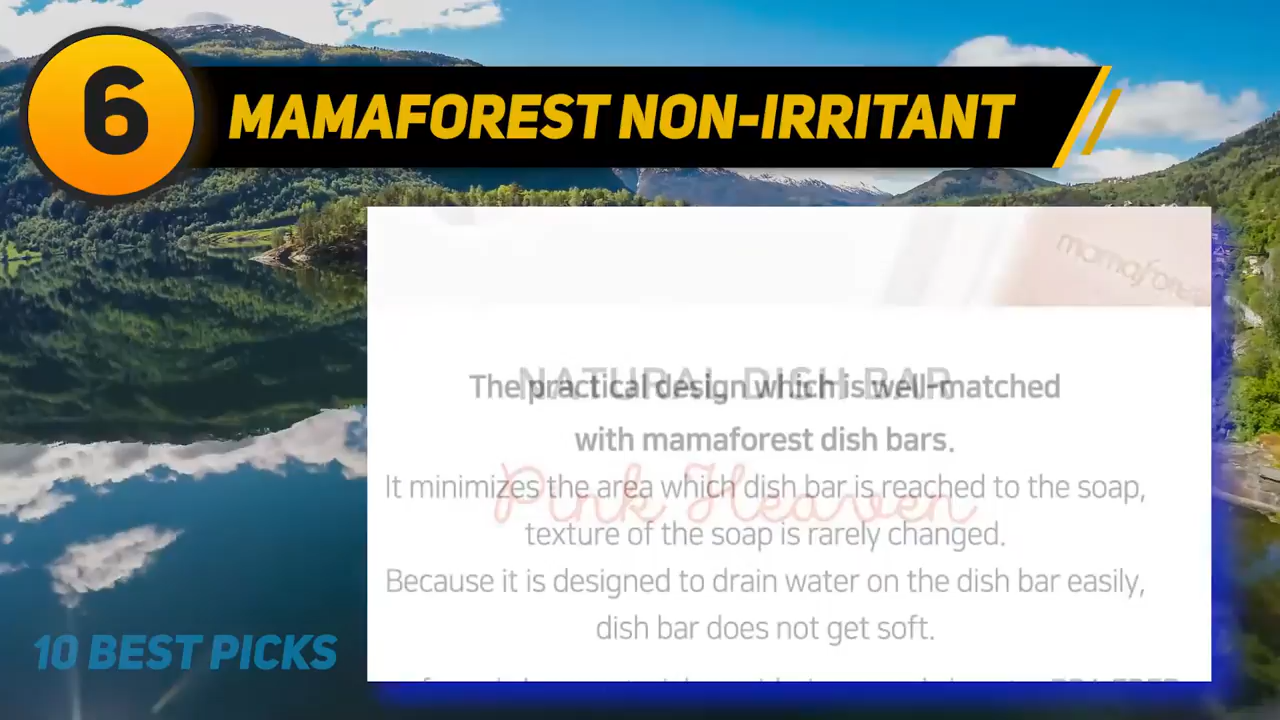 6
MAMAFOREST NON-IRRITANT
mamaforest
NATURAL DISH BAR
The practical design which is well-matched
with mamaforest dish bars.
Pink Heaven
It minimizes the area which dish bar is reached to the soap,
texture of the soap is rarely changed.
Because it is designed to drain water on the dish bar easily,
dish bar does not get soft.
10 BEST PICKS